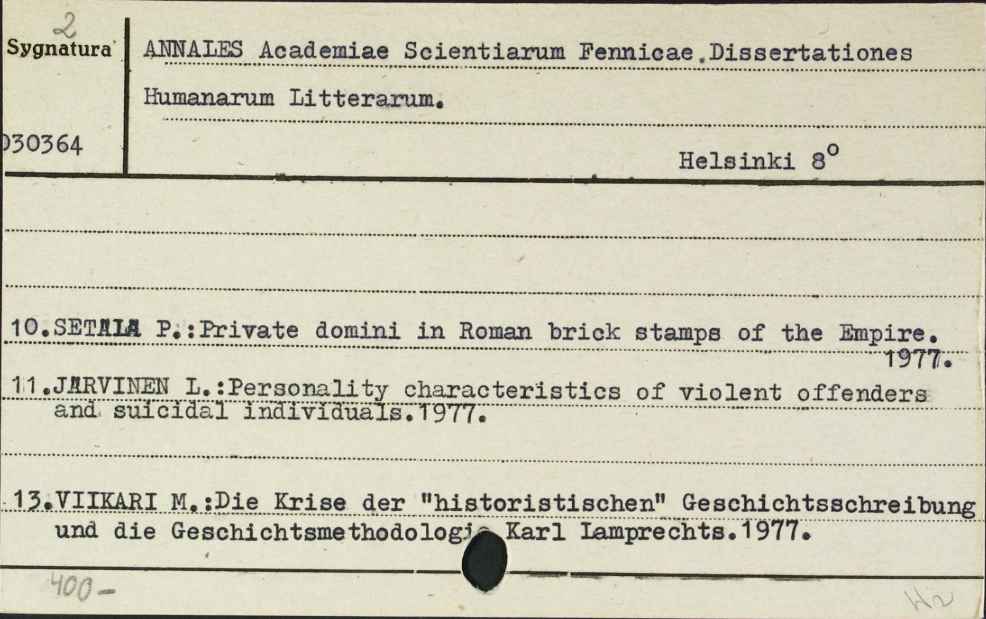 2
Sygnatura
ANNALES Academiae Scientiarum Fennicae.Dissertationes
Humanarum Litterarum.
030364
Helsinki 8°
10.SETALA P.:Private domini in Roman brick stamps of the Empire.
1977.
11.JARVINEN L.:Personality characteristics of violent offenders
and suicidal individuals.1977.
13.VIIKARI M.:Die Krise der "historistischen" Geschichtsschreibung
und die Geschichtsmethodologie Karl Lamprechts.1977.
400-